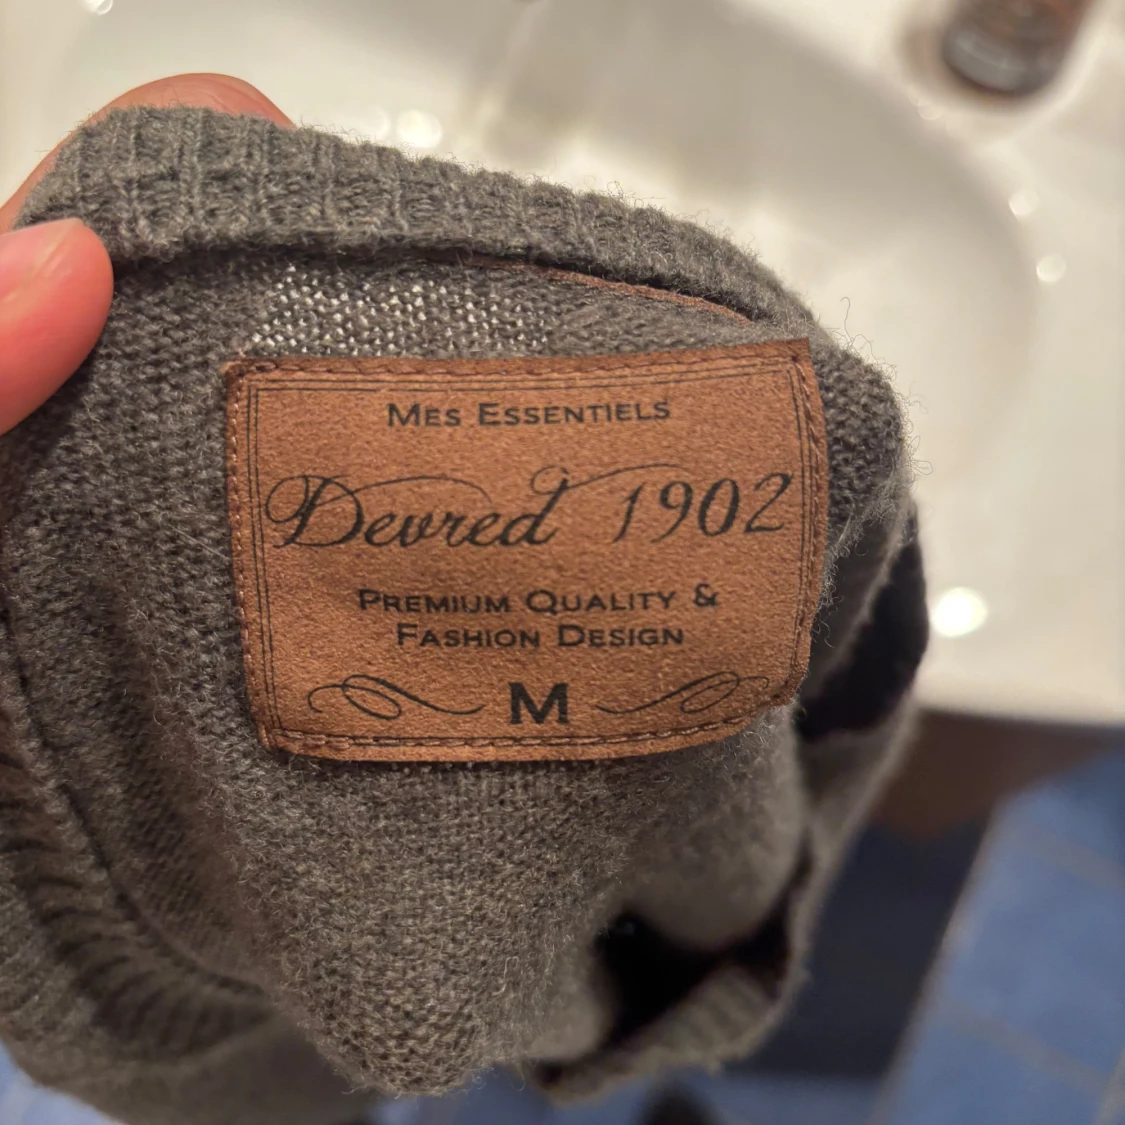 Mes Essentiels
Devred 1902
Premium Quality &
Fashion Design
M